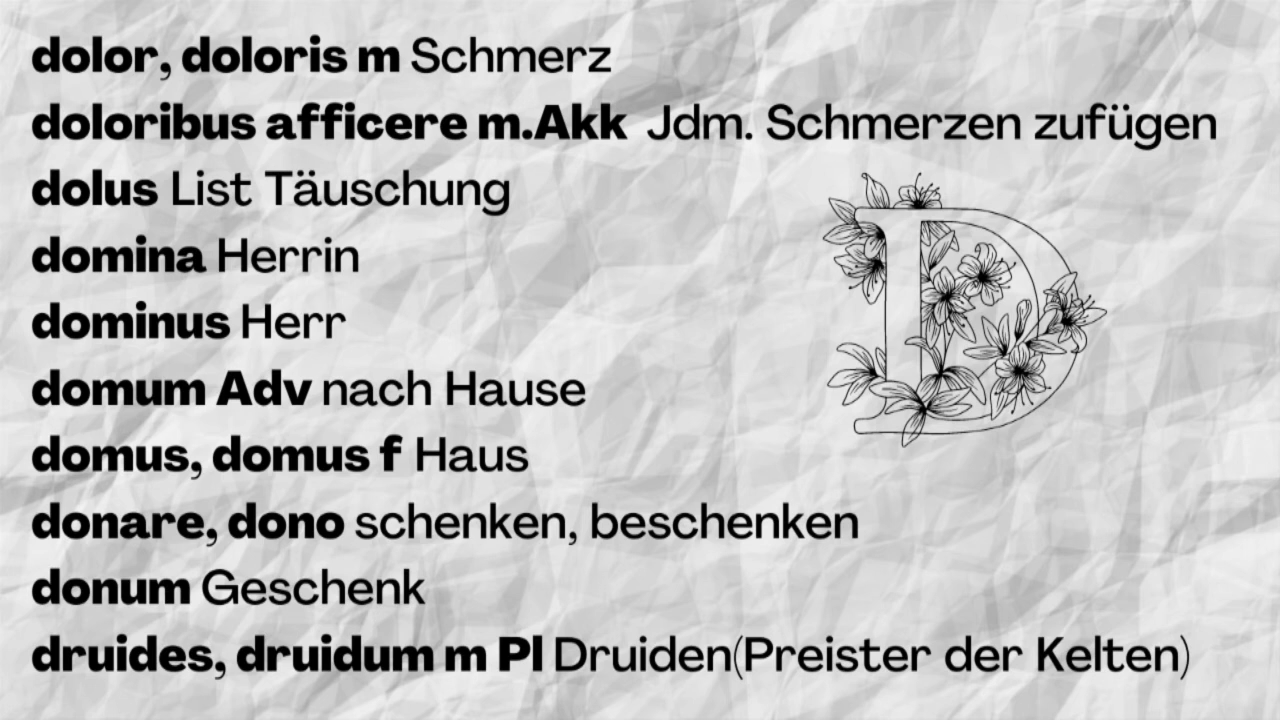 dolor, doloris m Schmerz
doloribus afficere m.Akk Jdm. Schmerzen zufügen
dolus List Täuschung
domina Herrin
dominus Herr
domum Adv nach Hause
domus, domus f Haus
donare, dono schenken, beschenken
donum Geschenk
druides, druidum m Pl Druiden(Preister der Kelten)
D